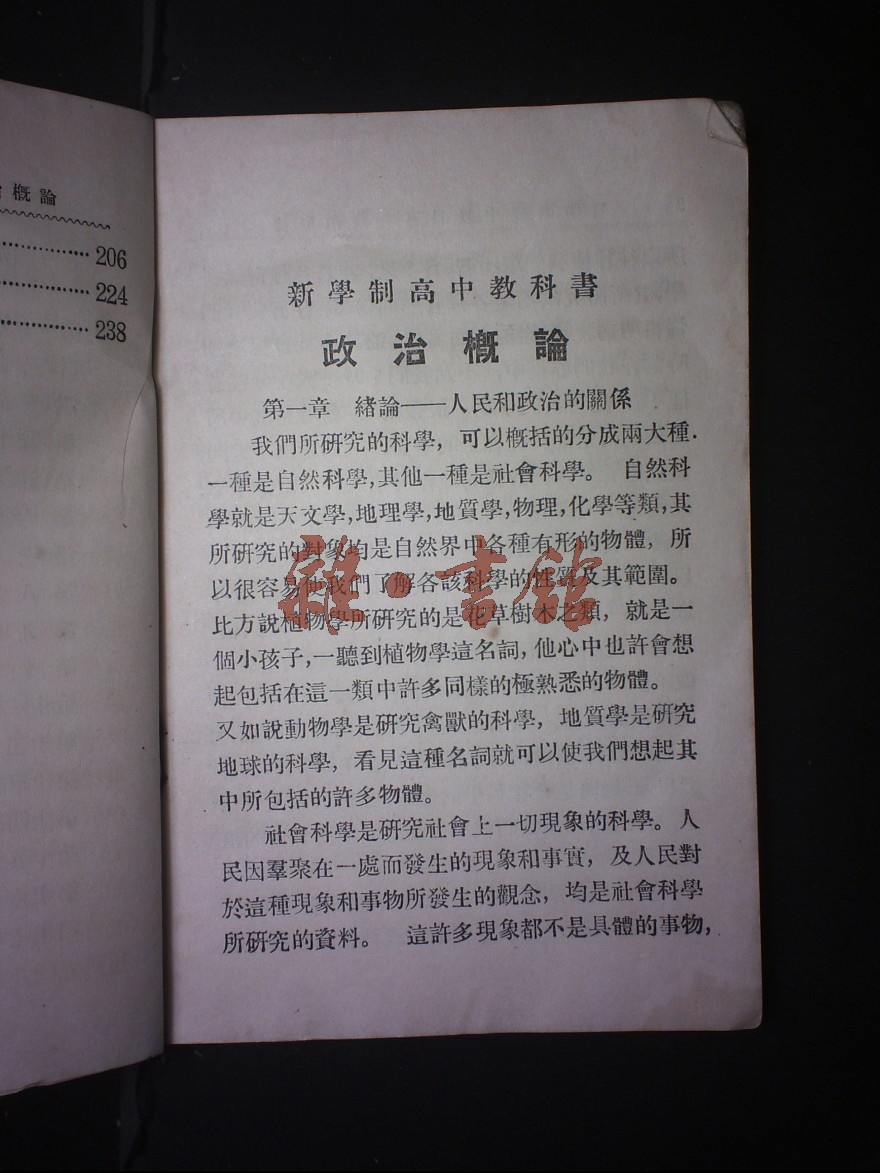 概論
206
224
238
新學制高中教科書
政治概論
第一章 緒論——人民和政治的關係
我們所研究的科學，可以概括的分成兩大種．
一種是自然科學，其他一種是社會科學。 自然科
學就是天文學，地理學，地質學，物理，化學等類，其
所研究的對象均是自然界中各種有形的物體，所
以很容易使我們了解各該科學的性質及其範圍。
比方說植物學所研究的是花草樹木之類，就是一
個小孩子，一聽到植物學這名詞，他心中也許會想
起包括在這一類中許多同樣的極熟悉的物體。
又如說動物學是研究禽獸的科學，地質學是研究
地球的科學，看見這種名詞就可以使我們想起其
中所包括的許多物體。
社會科學是研究社會上一切現象的科學。人
民因羣聚在一處而發生的現象和事實，及人民對
於這種現象和事物所發生的觀念，均是社會科學
所研究的資料。 這許多現象都不是具體的事物，
雜·書館